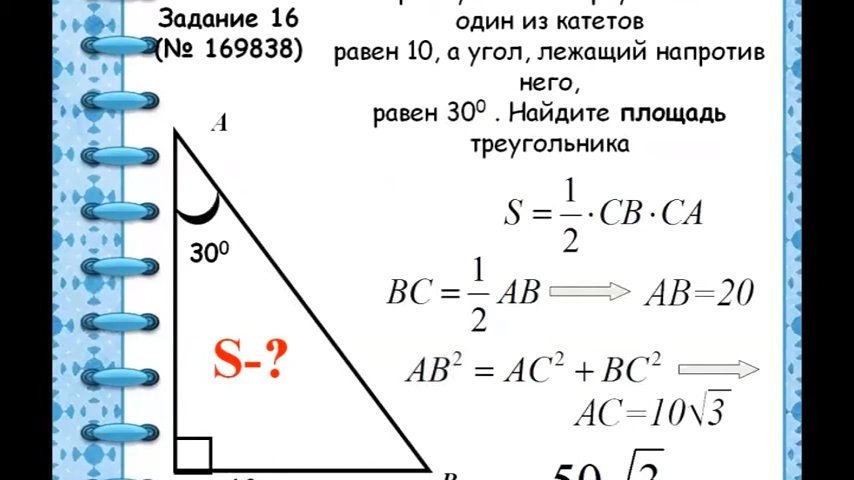 Задание 16
(№ 169838)
один из катетов
равен 10, а угол, лежащий напротив
него,
равен 30⁰ . Найдите площадь
треугольника
A
30⁰
S-?
S = 1/2 · CB · CA
BC = 1/2 AB ⟹ AB=20
AB² = AC² + BC² ⟹
AC=10√3